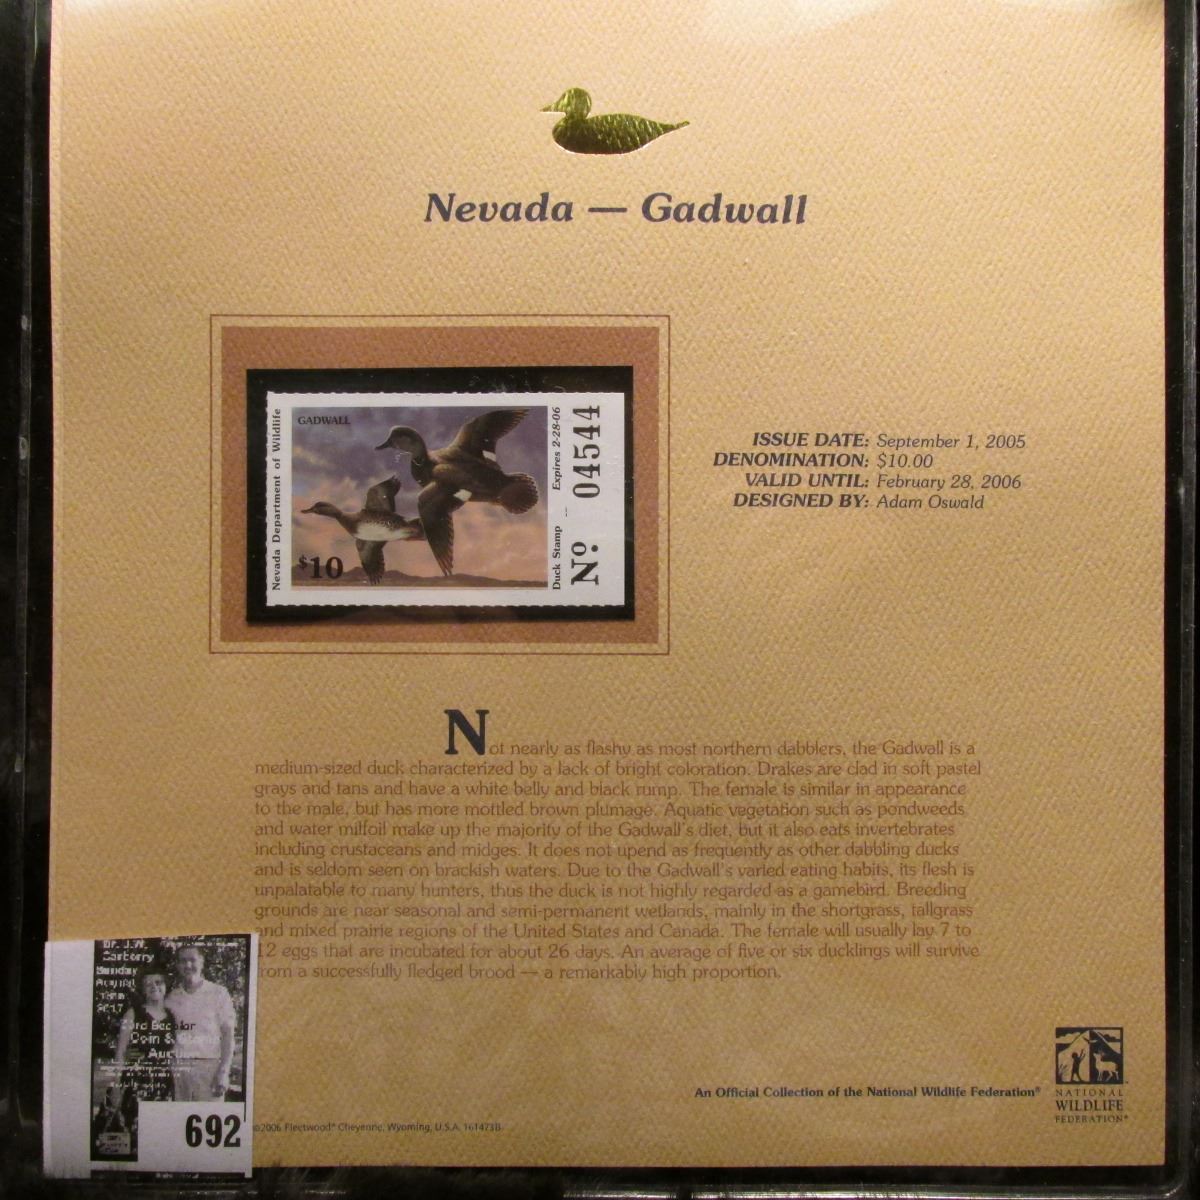 Nevada — Gadwall
Nevada Department of Wildlife
GADWALL
$10
Duck Stamp
Expires 2-28-06
No. 04544
ISSUE DATE: September 1, 2005
DENOMINATION: $10.00
VALID UNTIL: February 28, 2006
DESIGNED BY: Adam Oswald
Not nearly as flashy as most northern dabblers, the Gadwall is a
medium-sized duck characterized by a lack of bright coloration. Drakes are clad in soft pastel
grays and tans and have a white belly and black rump. The female is similar in appearance
to the male, but has more mottled brown plumage. Aquatic vegetation such as pondweeds
and water milfoil make up the majority of the Gadwall's diet, but it also eats invertebrates
including crustaceans and midges. It does not upend as frequently as other dabbling ducks
and is seldom seen on brackish waters. Due to the Gadwall's varied eating habits, its flesh is
unpalatable to many hunters, thus the duck is not highly regarded as a gamebird. Breeding
grounds are near seasonal and semi-permanent wetlands, mainly in the shortgrass, tallgrass
and mixed prairie regions of the United States and Canada. The female will usually lay 7 to
12 eggs that are incubated for about 26 days. An average of five or six ducklings will survive
from a successfully fledged brood — a remarkably high proportion.
Dr. J.W.
Carberry
Sunday
2017
Coin &
Auction
692
©2006 Fleetwood® Cheyenne, Wyoming, U.S.A. 161473B
An Official Collection of the National Wildlife Federation®
NATIONAL
WILDLIFE
FEDERATION®